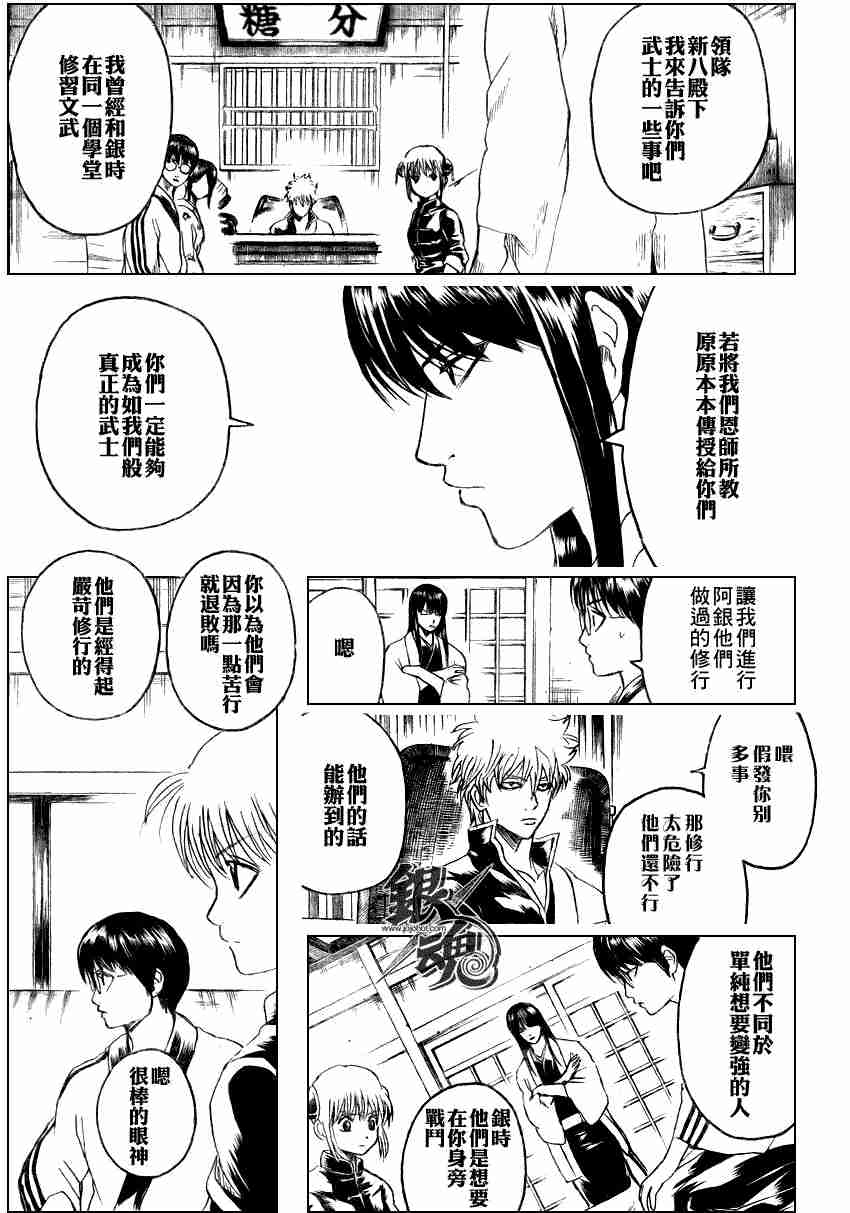 糖分
領隊
新八殿下
我來告訴你們
武士的一些事吧
我曾經和銀時
在同一個學堂
修習文武
若將我們恩師所教
原原本本傳授給你們
你們一定能夠
成為如我們般
真正的武士
讓我們進行
阿銀他們
做過的修行
嗯
喂
假發你別
多事
那修行
太危險了
他們還不行
他們的話
能辦到的
他們不同於
單純想要變強的人
銀時
他們是想要
在你身旁
戰鬥
你以為他們會
因為那一點苦行
就退敗嗎
他們是經得起
嚴苛修行的
嗯
很棒的眼神
銀魂
www.jojohot.com